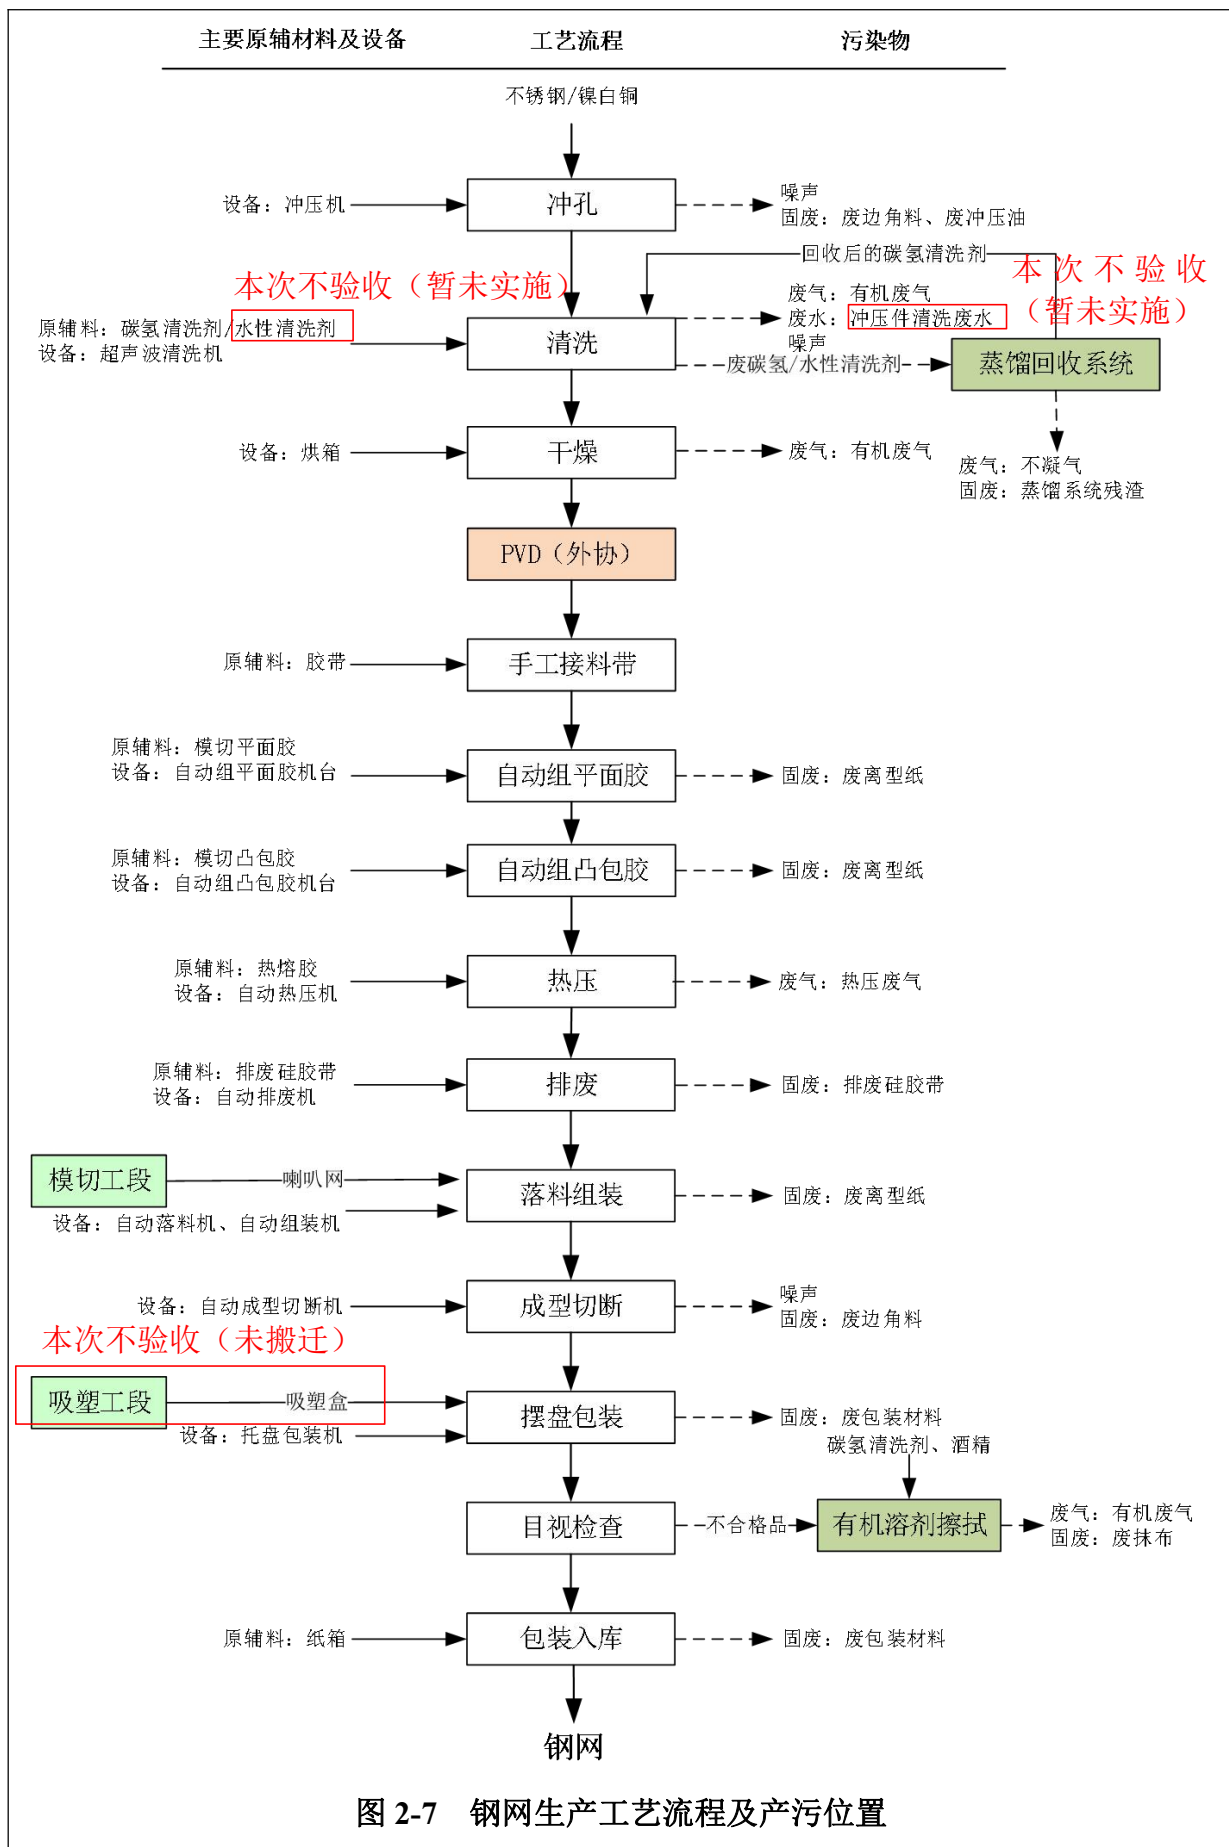 主要原辅材料及设备 工艺流程 污染物
不锈钢/镍白铜
设备：冲压机
冲孔
噪声
固废：废边角料、废冲压油
回收后的碳氢清洗剂
本次不验收（暂未实施）
本次不验收
（暂未实施）
原辅料：碳氢清洗剂/水性清洗剂
设备：超声波清洗机
清洗
废气：有机废气
废水：冲压件清洗废水
噪声
废碳氢/水性清洗剂
蒸馏回收系统
设备：烘箱
干燥
废气：有机废气
废气：不凝气
固废：蒸馏系统残渣
PVD（外协）
原辅料：胶带
手工接料带
原辅料：模切平面胶
设备：自动组平面胶机台
自动组平面胶
固废：废离型纸
原辅料：模切凸包胶
设备：自动组凸包胶机台
自动组凸包胶
固废：废离型纸
原辅料：热熔胶
设备：自动热压机
热压
废气：热压废气
原辅料：排废硅胶带
设备：自动排废机
排废
固废：排废硅胶带
模切工段
喇叭网
设备：自动落料机、自动组装机
落料组装
固废：废离型纸
设备：自动成型切断机
成型切断
噪声
固废：废边角料
本次不验收（未搬迁）
吸塑工段
吸塑盒
设备：托盘包装机
摆盘包装
固废：废包装材料
碳氢清洗剂、酒精
目视检查
不合格品
有机溶剂擦拭
废气：有机废气
固废：废抹布
原辅料：纸箱
包装入库
固废：废包装材料
钢网
图 2-7 钢网生产工艺流程及产污位置